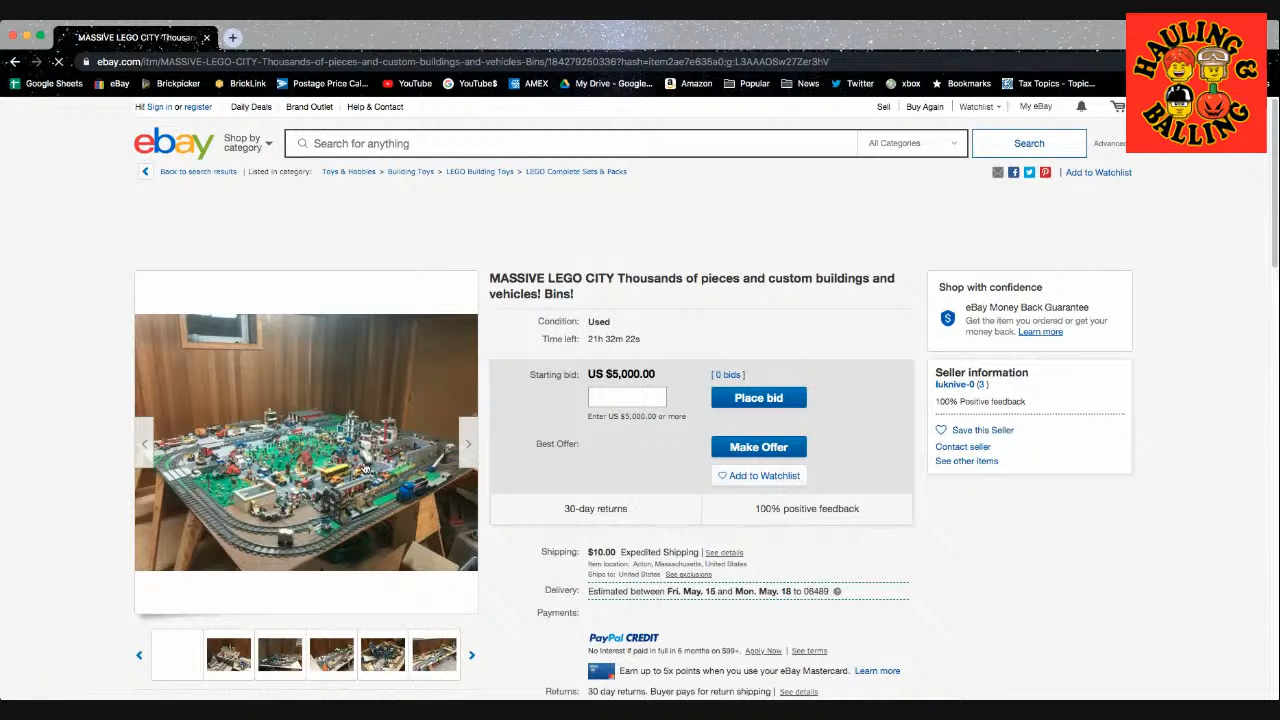 MASSIVE LEGO CITY Thousan
ebay.com/itm/MASSIVE-LEGO-CITY-Thousands-of-pieces-and-custom-buildings-and-vehicles-Bins/184279250336?hash=item2ae7e635a0:g:L3AAAOSw27Zer3hV
Google Sheets eBay Brickpicker BrickLink Postage Price Cal... YouTube YouTube$ AMEX My Drive - Google... Amazon Popular News Twitter xbox Bookmarks Tax Topics - Topic...
HAULING
BALLING
Hi! Sign in or register Daily Deals Brand Outlet Help & Contact Sell Buy Again Watchlist My eBay
ebay Shop by category Search for anything All Categories Search Advanced
Back to search results | Listed in category: Toys & Hobbies > Building Toys > LEGO Building Toys > LEGO Complete Sets & Packs | Add to Watchlist
MASSIVE LEGO CITY Thousands of pieces and custom buildings and
vehicles! Bins!
Condition: Used
Time left: 21h 32m 22s
Starting bid: US $5,000.00 [ 0 bids ]
Place bid
Enter US $5,000.00 or more
Best Offer: Make Offer
Add to Watchlist
30-day returns 100% positive feedback
Shipping: $10.00 Expedited Shipping | See details
Item location: Acton, Massachusetts, United States
Ships to: United States See exclusions
Delivery: Estimated between Fri. May. 15 and Mon. May. 18 to 06489
Payments:
PayPal CREDIT
No Interest if paid in full in 6 months on $99+. Apply Now | See terms
Earn up to 5x points when you use your eBay Mastercard. Learn more
Returns: 30 day returns. Buyer pays for return shipping | See details
Shop with confidence
eBay Money Back Guarantee
Get the item you ordered or get your
money back. Learn more
Seller information
luknive-0 (3 )
100% Positive feedback
Save this Seller
Contact seller
See other items